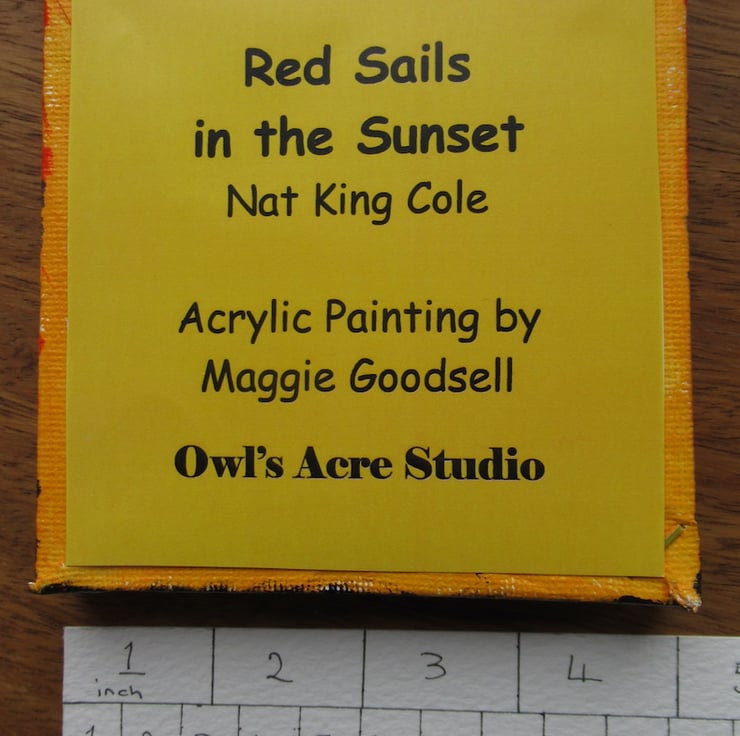 Red Sails
in the Sunset
Nat King Cole
Acrylic Painting by
Maggie Goodsell
Owl's Acre Studio
1 2 3 4
inch